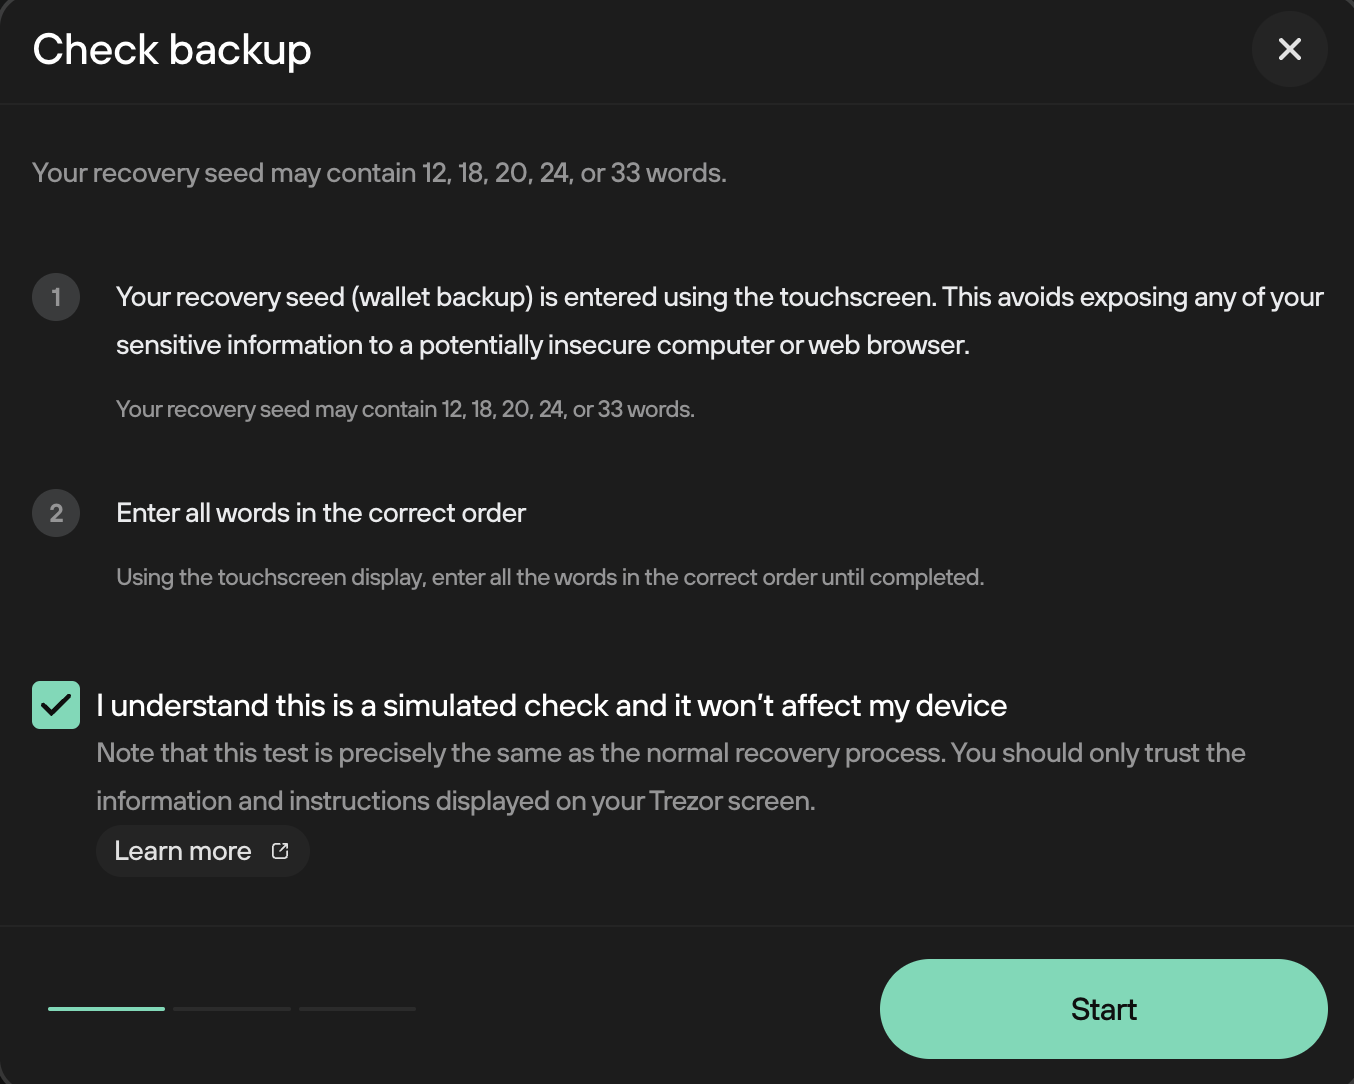 Check backup
Your recovery seed may contain 12, 18, 20, 24, or 33 words.
1
Your recovery seed (wallet backup) is entered using the touchscreen. This avoids exposing any of your
sensitive information to a potentially insecure computer or web browser.
Your recovery seed may contain 12, 18, 20, 24, or 33 words.
2
Enter all words in the correct order
Using the touchscreen display, enter all the words in the correct order until completed.
I understand this is a simulated check and it won't affect my device
Note that this test is precisely the same as the normal recovery process. You should only trust the
information and instructions displayed on your Trezor screen.
Learn more
Start